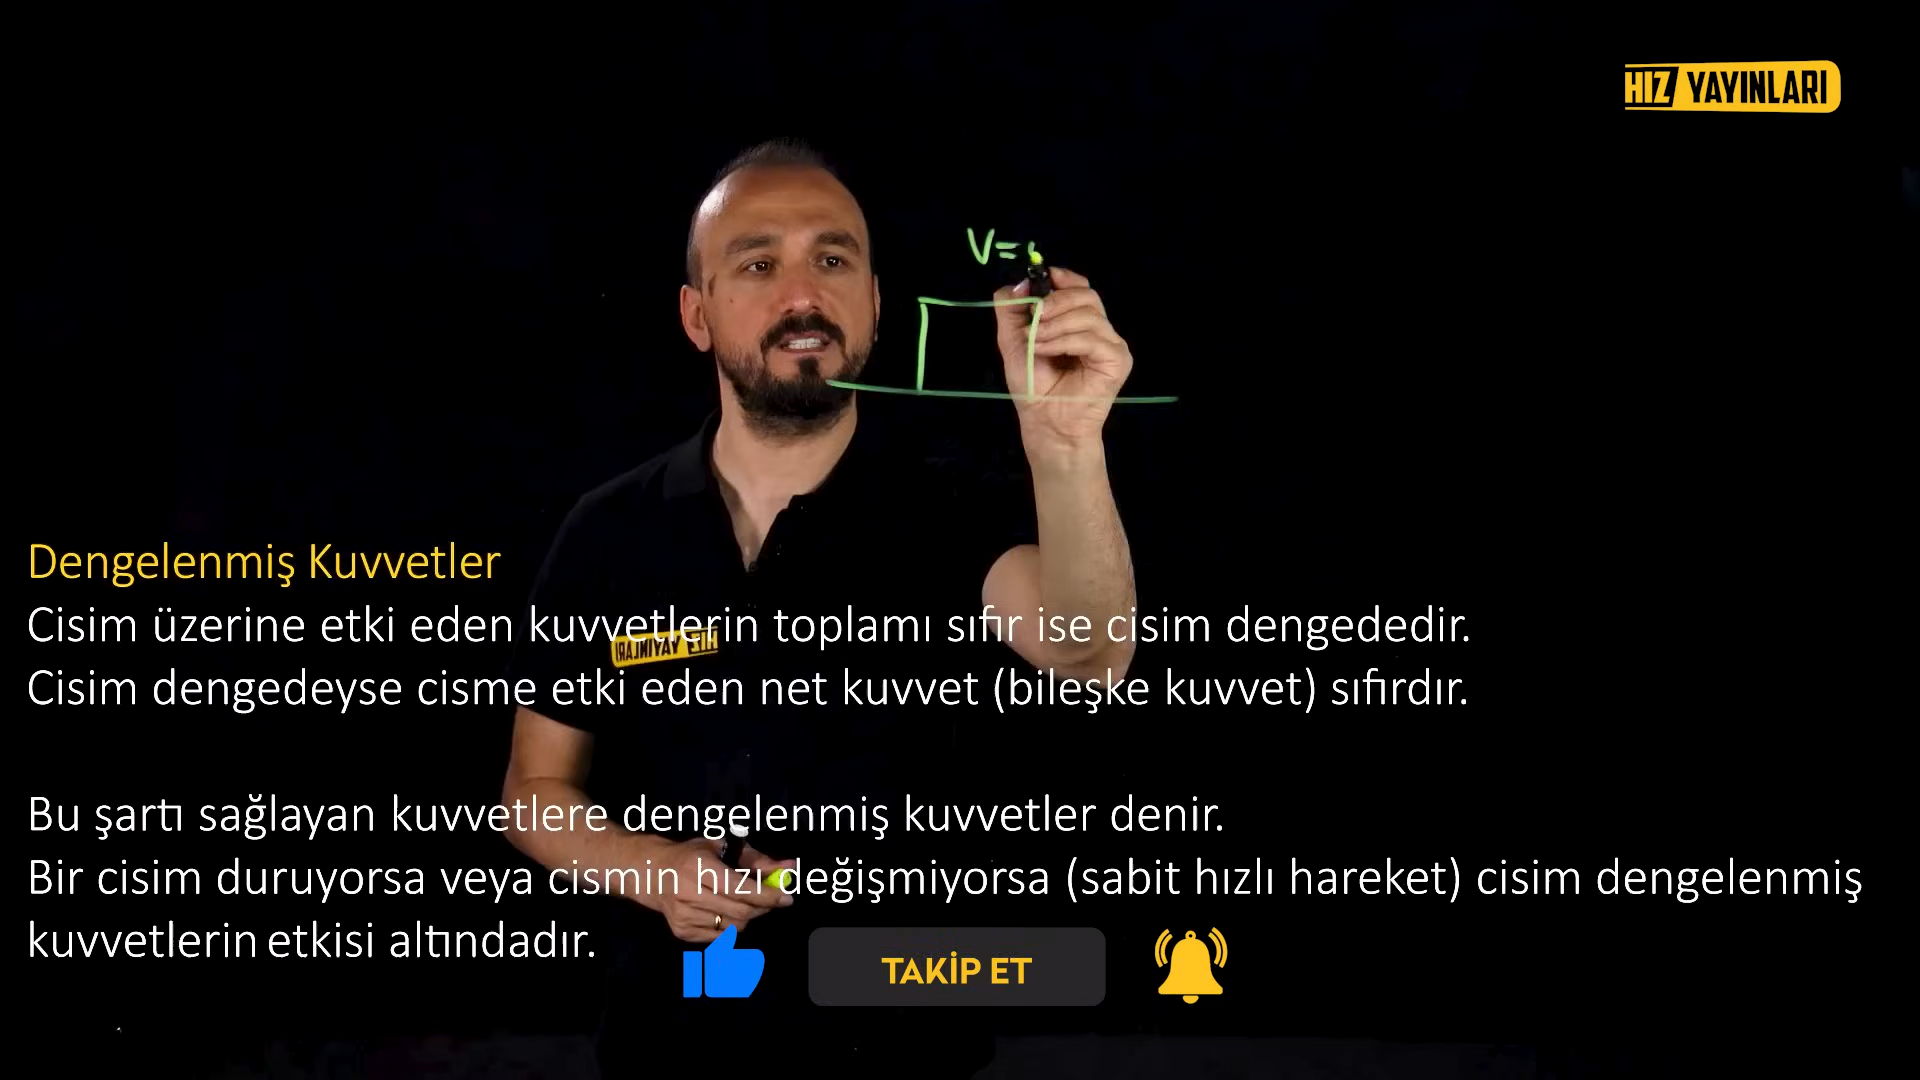 HIZ YAYINLARI
V=
Dengelenmiş Kuvvetler
Cisim üzerine etki eden kuvvetlerin toplamı sıfır ise cisim dengededir.
HIZ YAYINLARI
Cisim dengedeyse cisme etki eden net kuvvet (bileşke kuvvet) sıfırdır.
Bu şartı sağlayan kuvvetlere dengelenmiş kuvvetler denir.
Bir cisim duruyorsa veya cismin hızı değişmiyorsa (sabit hızlı hareket) cisim dengelenmiş
kuvvetlerin etkisi altındadır.
TAKİP ET